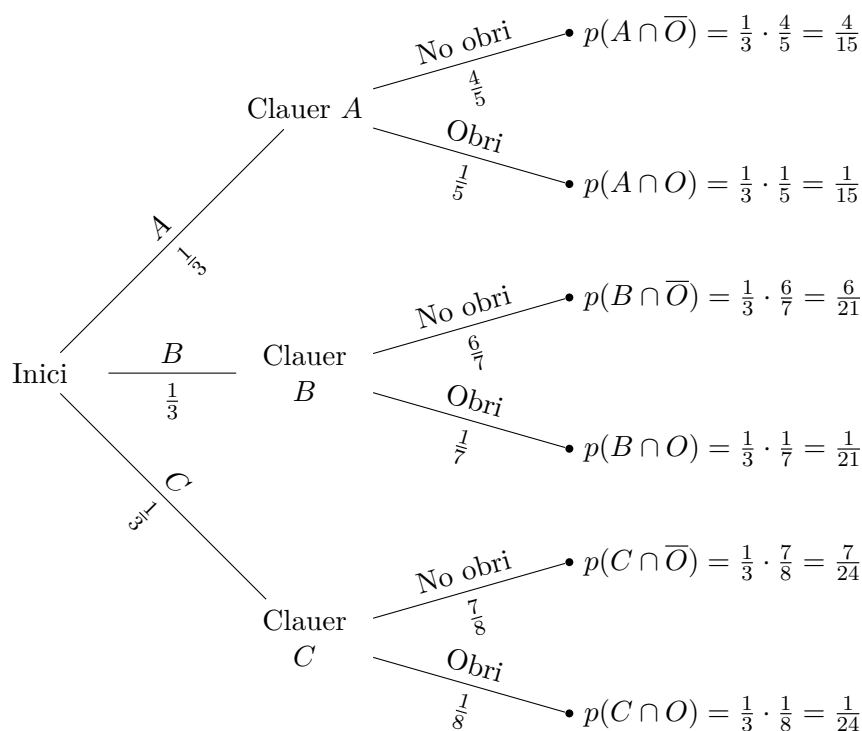 No obri
4/5
p(A ∩ O̅) = 1/3 · 4/5 = 4/15
Clauer A
Obri
1/5
p(A ∩ O) = 1/3 · 1/5 = 1/15
A
1/3
No obri
6/7
p(B ∩ O̅) = 1/3 · 6/7 = 6/21
Inici
B
1/3
Clauer
B
Obri
1/7
p(B ∩ O) = 1/3 · 1/7 = 1/21
C
1/3
No obri
7/8
p(C ∩ O̅) = 1/3 · 7/8 = 7/24
Clauer
C
Obri
1/8
p(C ∩ O) = 1/3 · 1/8 = 1/24